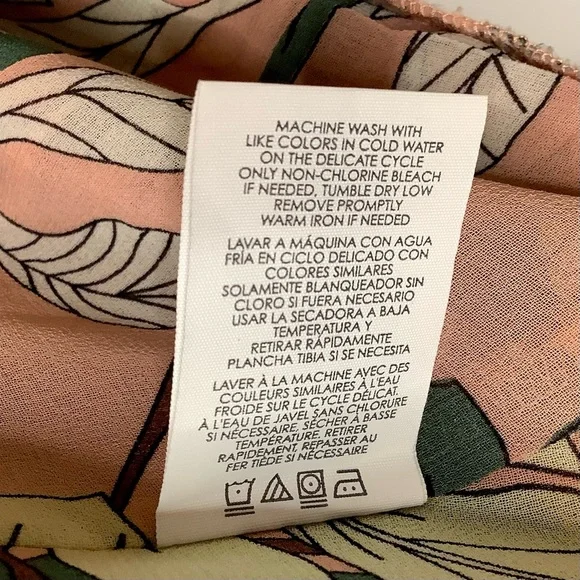 MACHINE WASH WITH
LIKE COLORS IN COLD WATER
ON THE DELICATE CYCLE
ONLY NON-CHLORINE BLEACH
IF NEEDED, TUMBLE DRY LOW
REMOVE PROMPTLY
WARM IRON IF NEEDED
LAVAR A MÁQUINA CON AGUA
FRÍA EN CICLO DELICADO CON
COLORES SIMILARES
SOLAMENTE BLANQUEADOR SIN
CLORO SI FUERA NECESARIO
USAR LA SECADORA A BAJA
TEMPERATURA Y
RETIRAR RÁPIDAMENTE
PLANCHA TIBIA SI SE NECESITA
LAVER À LA MACHINE AVEC DES
COULEURS SIMILAIRES À L'EAU
FROIDE SUR LE CYCLE DÉLICAT.
À L'EAU DE JAVEL SANS CHLORURE
SI NÉCESSAIRE, SÉCHER À BASSE
TEMPÉRATURE. RETIRER
RAPIDEMENT, REPASSER AU
FER TIÈDE SI NÉCESSAIRE